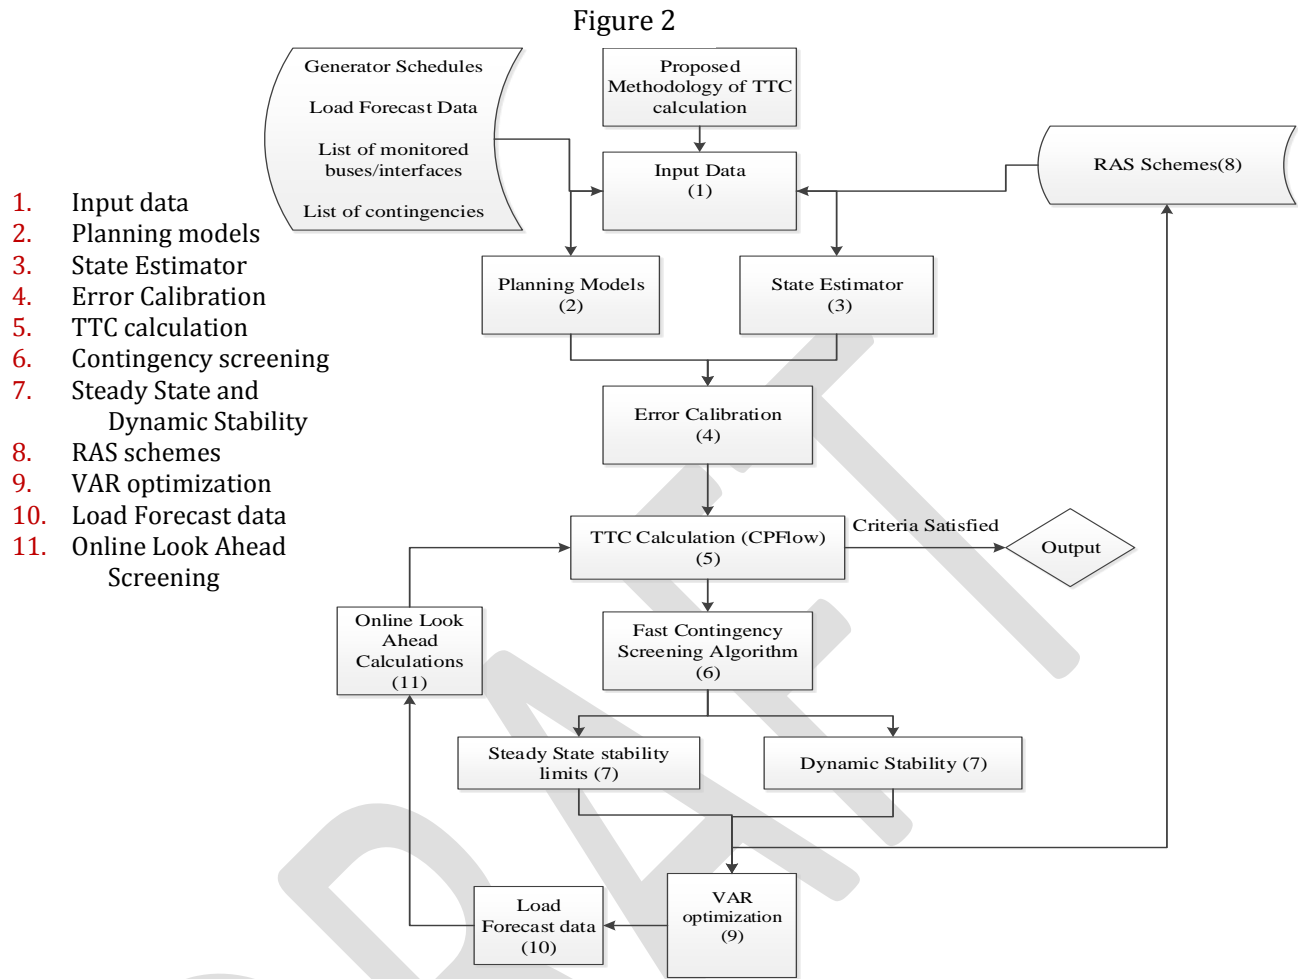 Figure 2
Generator Schedules
Load Forecast Data
List of monitored
buses/interfaces
List of contingencies
Proposed
Methodology of TTC
calculation
Input Data
(1)
RAS Schemes(8)
1. Input data
2. Planning models
3. State Estimator
4. Error Calibration
5. TTC calculation
6. Contingency screening
7. Steady State and
Dynamic Stability
8. RAS schemes
9. VAR optimization
10. Load Forecast data
11. Online Look Ahead
Screening
Planning Models
(2)
State Estimator
(3)
Error Calibration
(4)
TTC Calculation (CPFlow)
(5)
Criteria Satisfied
Output
Online Look
Ahead
Calculations
(11)
Fast Contingency
Screening Algorithm
(6)
Steady State stability
limits (7)
Dynamic Stability (7)
Load
Forecast data
(10)
VAR
optimization
(9)
DRAFT